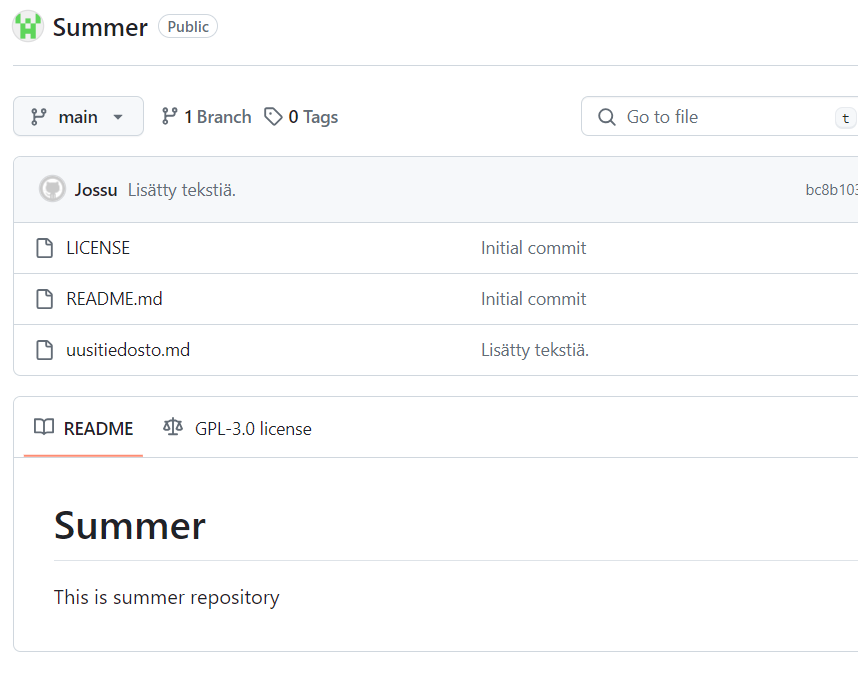 Summer Public
main 1 Branch 0 Tags Go to file t
Jossu Lisätty tekstiä. bc8b103
LICENSE Initial commit
README.md Initial commit
uusitiedosto.md Lisätty tekstiä.
README GPL-3.0 license
Summer
This is summer repository